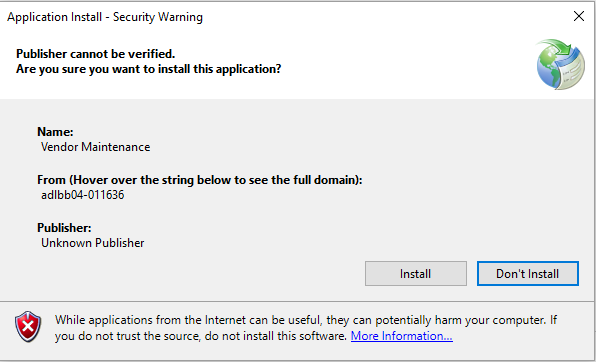 Application Install - Security Warning
Publisher cannot be verified.
Are you sure you want to install this application?
Name:
Vendor Maintenance
From (Hover over the string below to see the full domain):
adlbb04-011636
Publisher:
Unknown Publisher
Install
Don't Install
While applications from the Internet can be useful, they can potentially harm your computer. If
you do not trust the source, do not install this software. More Information...